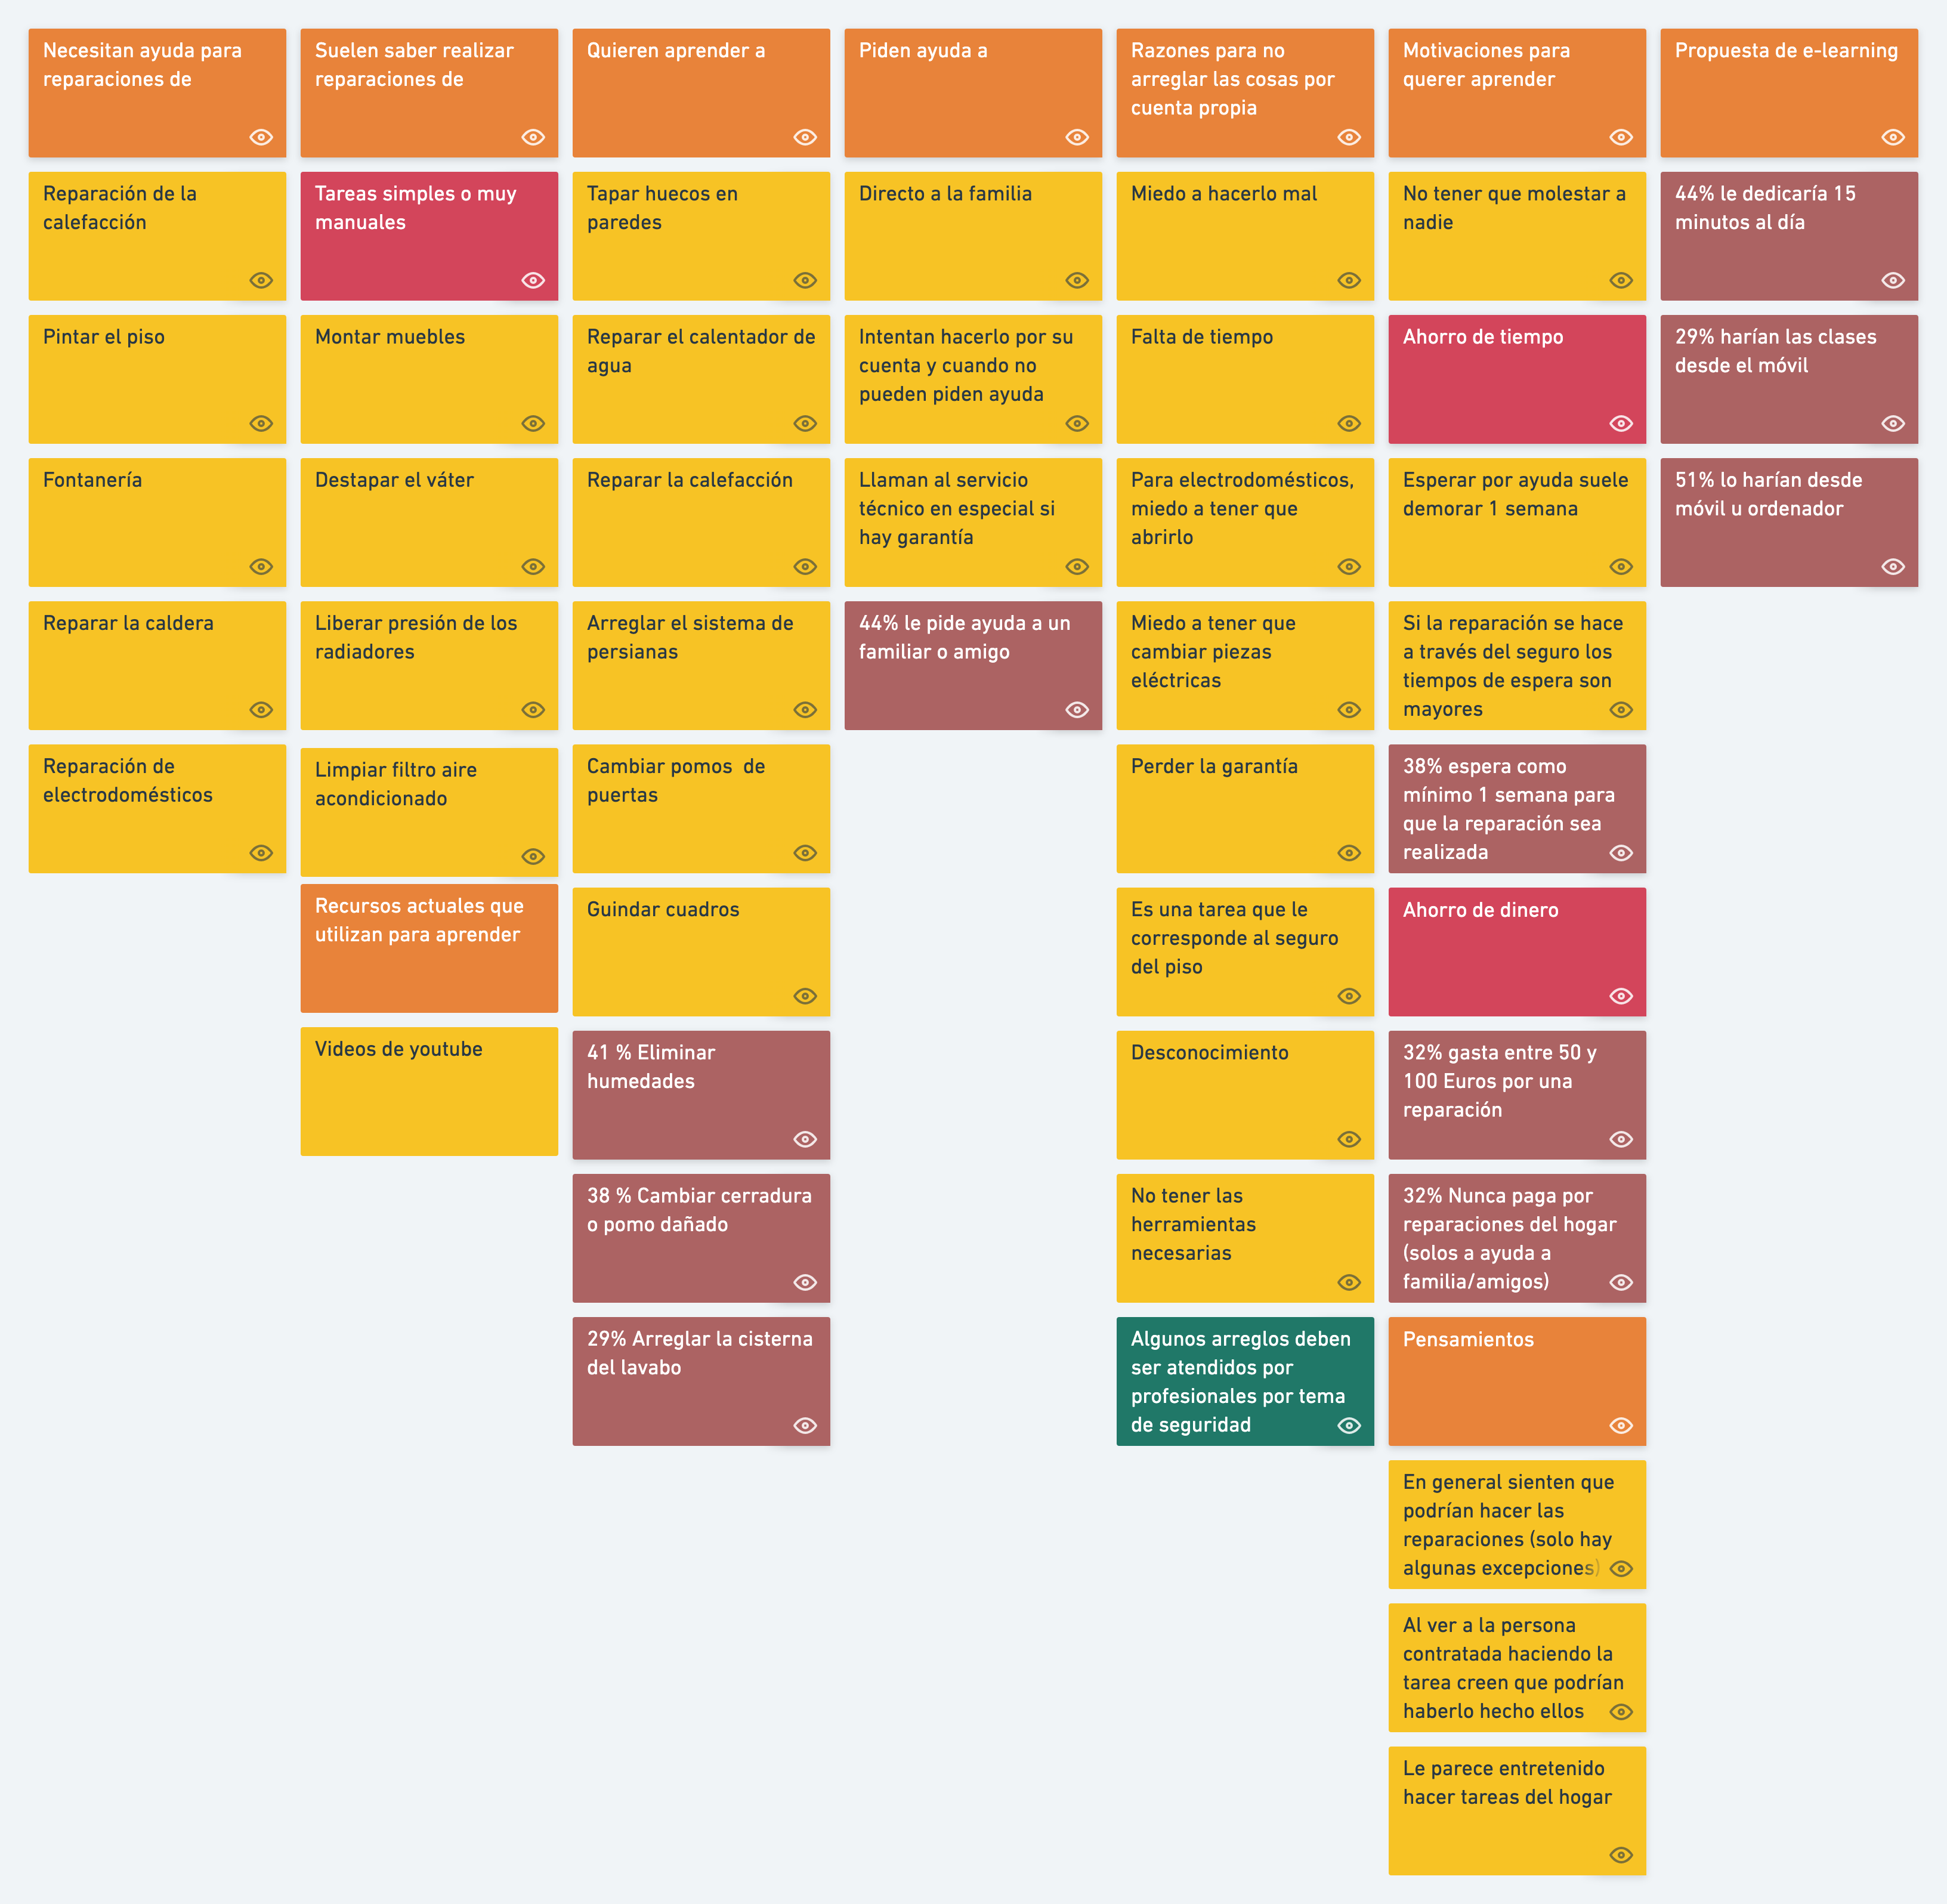 Necesitan ayuda para
reparaciones de
Reparación de la
calefacción
Pintar el piso
Fontanería
Reparar la caldera
Reparación de
electrodomésticos
Suelen saber realizar
reparaciones de
Tareas simples o muy
manuales
Montar muebles
Destapar el váter
Liberar presión de los
radiadores
Limpiar filtro aire
acondicionado
Recursos actuales que
utilizan para aprender
Videos de youtube
Quieren aprender a
Tapar huecos en
paredes
Reparar el calentador de
agua
Reparar la calefacción
Arreglar el sistema de
persianas
Cambiar pomos  de
puertas
Guindar cuadros
41 % Eliminar
humedades
38 % Cambiar cerradura
o pomo dañado
29% Arreglar la cisterna
del lavabo
Piden ayuda a
Directo a la familia
Intentan hacerlo por su
cuenta y cuando no
pueden piden ayuda
Llaman al servicio
técnico en especial si
hay garantía
44% le pide ayuda a un
familiar o amigo
Razones para no
arreglar las cosas por
cuenta propia
Miedo a hacerlo mal
Falta de tiempo
Para electrodomésticos,
miedo a tener que
abrirlo
Miedo a tener que
cambiar piezas
eléctricas
Perder la garantía
Es una tarea que le
corresponde al seguro
del piso
Desconocimiento
No tener las
herramientas
necesarias
Algunos arreglos deben
ser atendidos por
profesionales por tema
de seguridad
Motivaciones para
querer aprender
No tener que molestar a
nadie
Ahorro de tiempo
Esperar por ayuda suele
demorar 1 semana
Si la reparación se hace
a través del seguro los
tiempos de espera son
mayores
38% espera como
mínimo 1 semana para
que la reparación sea
realizada
Ahorro de dinero
32% gasta entre 50 y
100 Euros por una
reparación
32% Nunca paga por
reparaciones del hogar
(solos a ayuda a
familia/amigos)
Pensamientos
En general sienten que
podrían hacer las
reparaciones (solo hay
algunas excepciones)
Al ver a la persona
contratada haciendo la
tarea creen que podrían
haberlo hecho ellos
Le parece entretenido
hacer tareas del hogar
Propuesta de e-learning
44% le dedicaría 15
minutos al día
29% harían las clases
desde el móvil
51% lo harían desde
móvil u ordenador